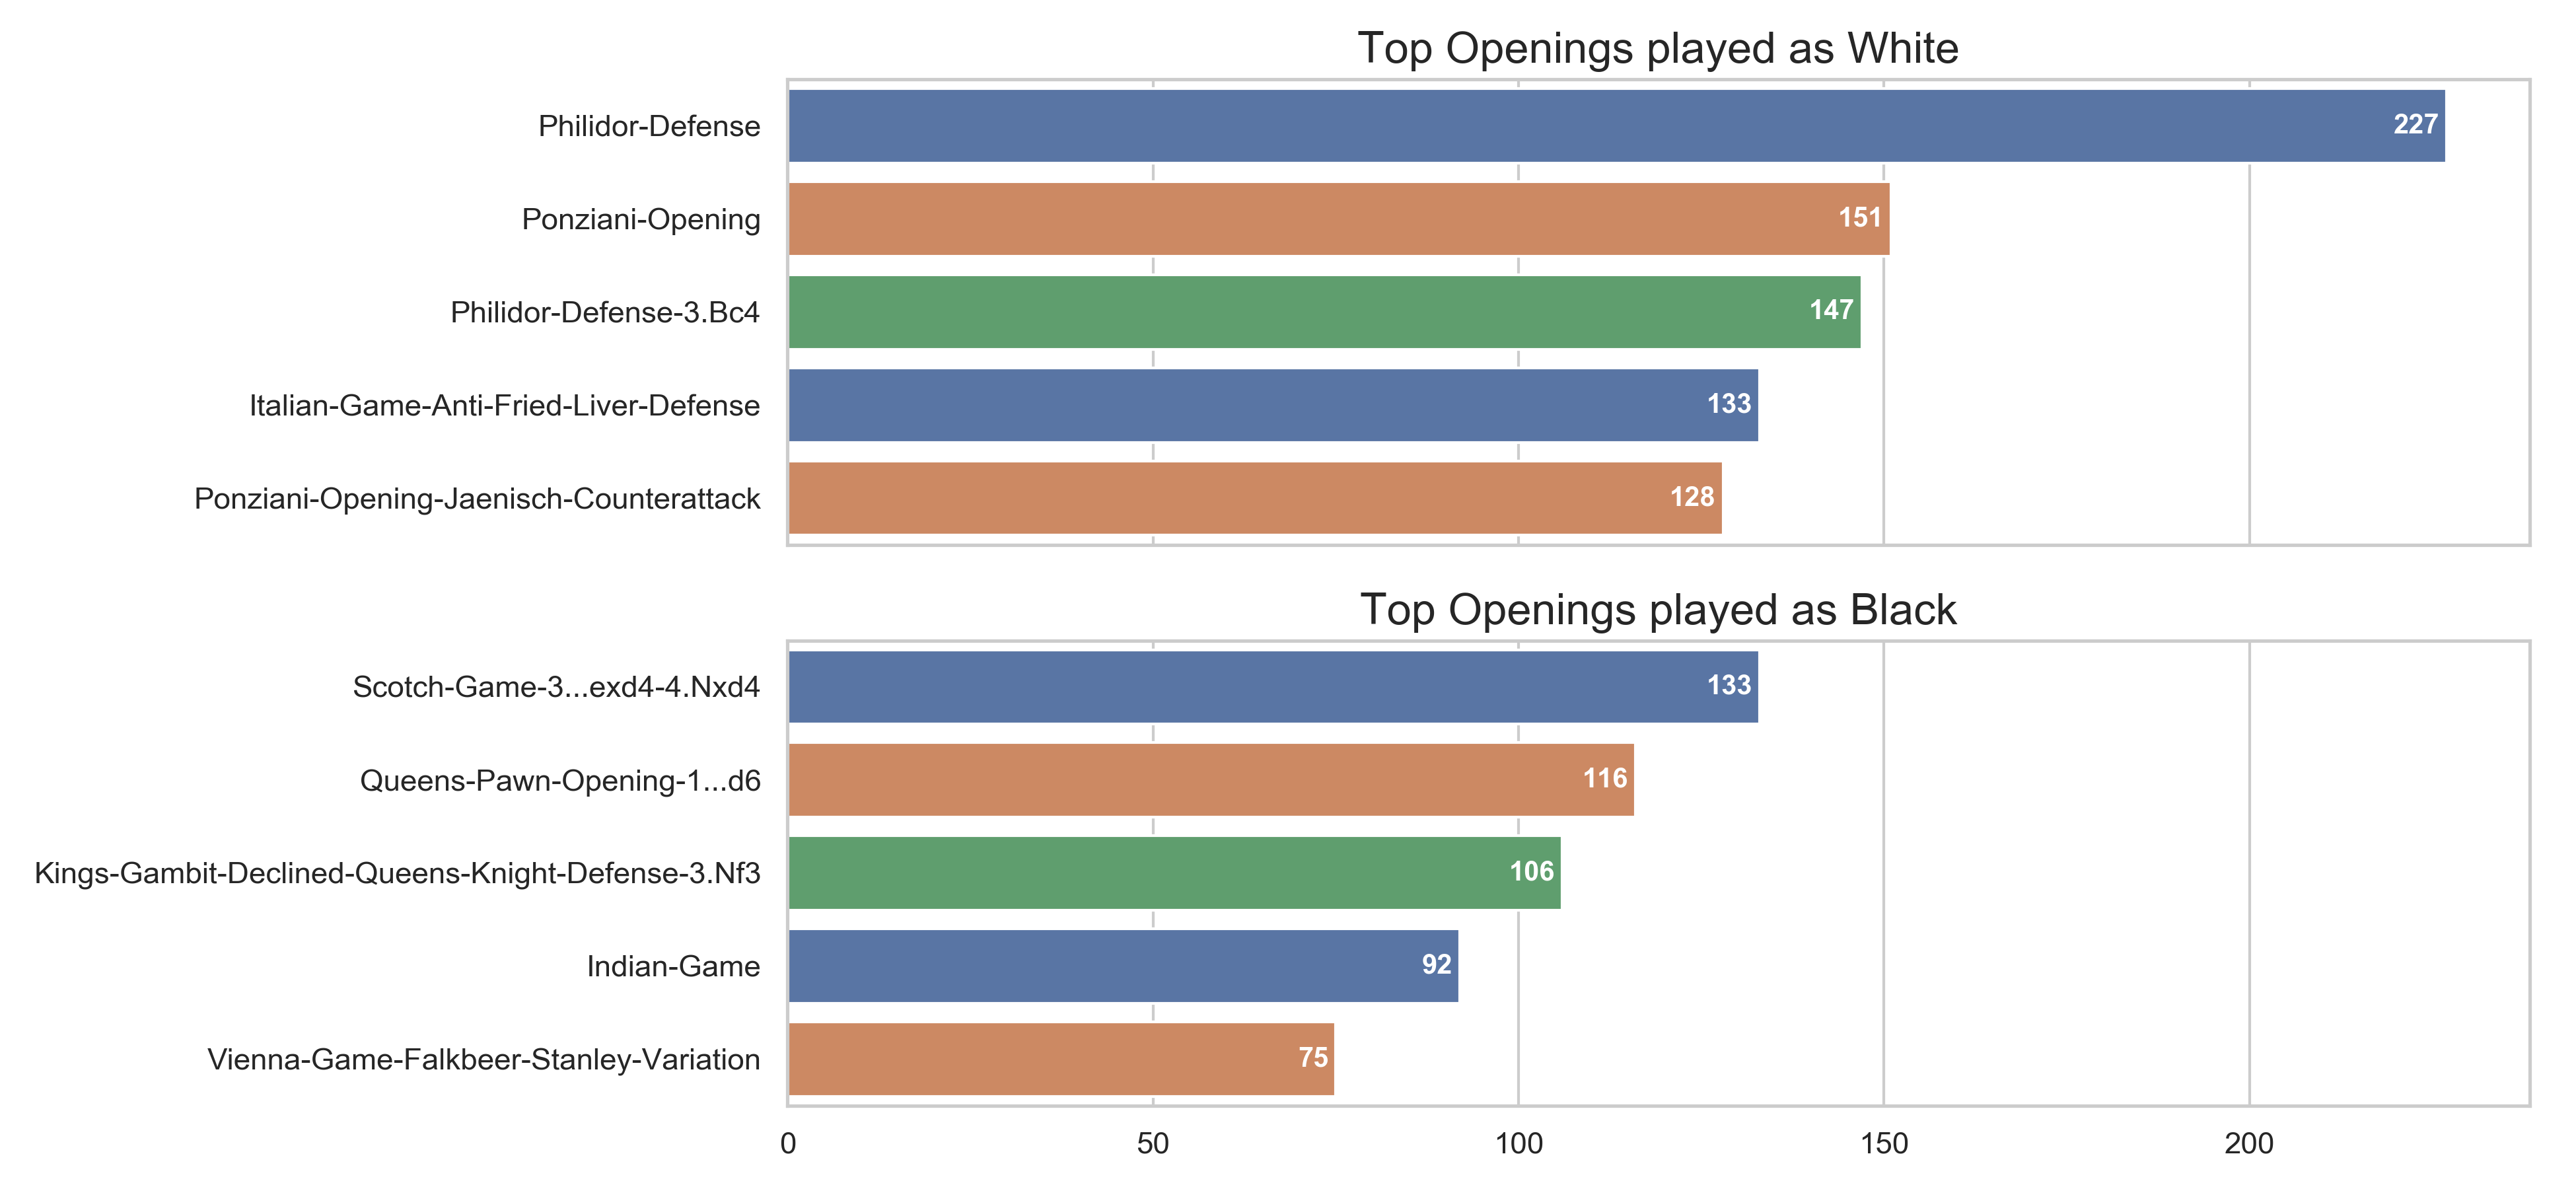 Top Openings played as White
Philidor-Defense 227
Ponziani-Opening 151
Philidor-Defense-3.Bc4 147
Italian-Game-Anti-Fried-Liver-Defense 133
Ponziani-Opening-Jaenisch-Counterattack 128
Top Openings played as Black
Scotch-Game-3...exd4-4.Nxd4 133
Queens-Pawn-Opening-1...d6 116
Kings-Gambit-Declined-Queens-Knight-Defense-3.Nf3 106
Indian-Game 92
Vienna-Game-Falkbeer-Stanley-Variation 75
0 50 100 150 200